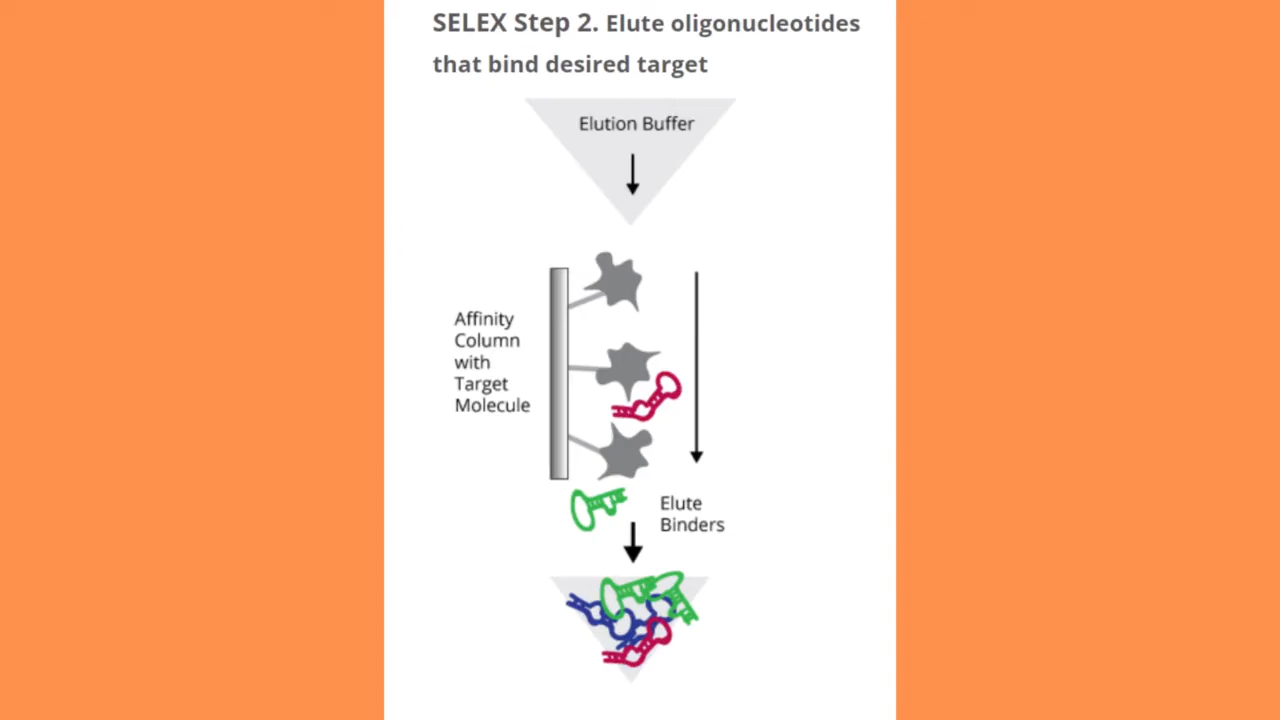 SELEX Step 2. Elute oligonucleotides
that bind desired target
Elution Buffer
Affinity
Column
with
Target
Molecule
Elute
Binders